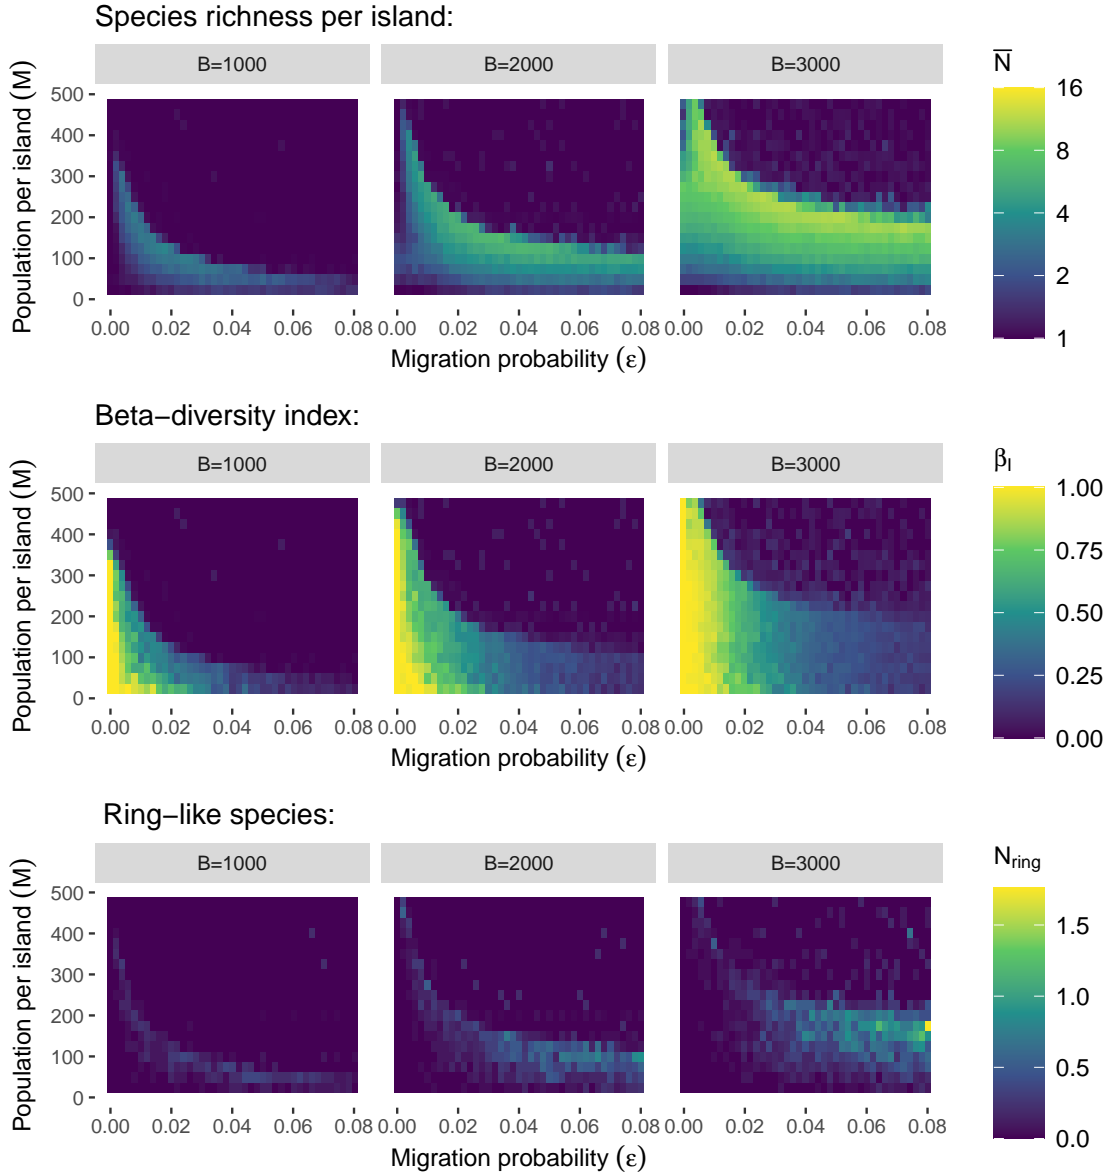 Species richness per island:
B=1000 B=2000 B=3000
Population per island (M)
500
400
300
200
100
0
0.00 0.02 0.04 0.06 0.08 0.00 0.02 0.04 0.06 0.08 0.00 0.02 0.04 0.06 0.08
Migration probability (ε)
N̅
16
8
4
2
1
Beta−diversity index:
B=1000 B=2000 B=3000
Population per island (M)
500
400
300
200
100
0
0.00 0.02 0.04 0.06 0.08 0.00 0.02 0.04 0.06 0.08 0.00 0.02 0.04 0.06 0.08
Migration probability (ε)
βI
1.00
0.75
0.50
0.25
0.00
Ring−like species:
B=1000 B=2000 B=3000
Population per island (M)
500
400
300
200
100
0
0.00 0.02 0.04 0.06 0.08 0.00 0.02 0.04 0.06 0.08 0.00 0.02 0.04 0.06 0.08
Migration probability (ε)
Nring
1.5
1.0
0.5
0.0